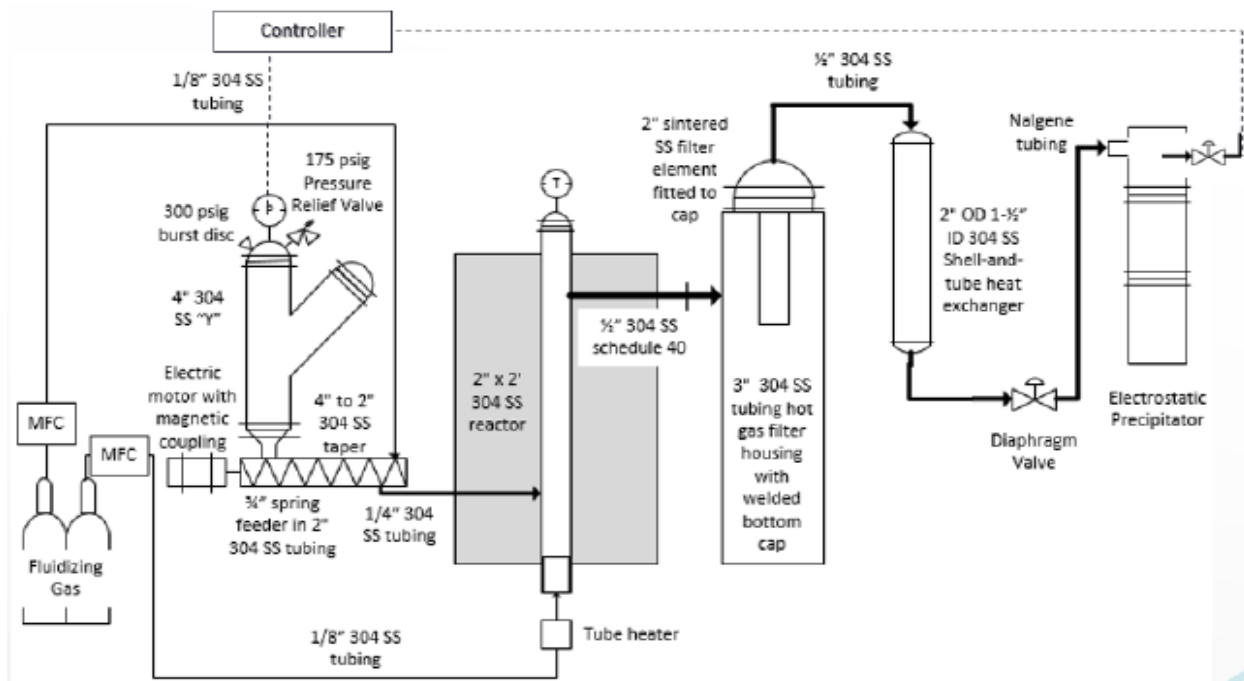 Controller
1/8" 304 SS
tubing
175 psig
Pressure
Relief Valve
300 psig
burst disc
P
4" 304
SS "Y"
Electric
motor with
magnetic
coupling
4" to 2"
304 SS
taper
MFC
MFC
¾" spring
feeder in 2"
304 SS tubing
1/4" 304
SS tubing
Fluidizing
Gas
1/8" 304 SS
tubing
T
2" x 2'
304 SS
reactor
Tube heater
½" 304 SS
schedule 40
2" sintered
SS filter
element
fitted to
cap
3" 304 SS
tubing hot
gas filter
housing
with
welded
bottom
cap
½" 304 SS
tubing
2" OD 1-½"
ID 304 SS
Shell-and-
tube heat
exchanger
Diaphragm
Valve
Nalgene
tubing
Electrostatic
Precipitator